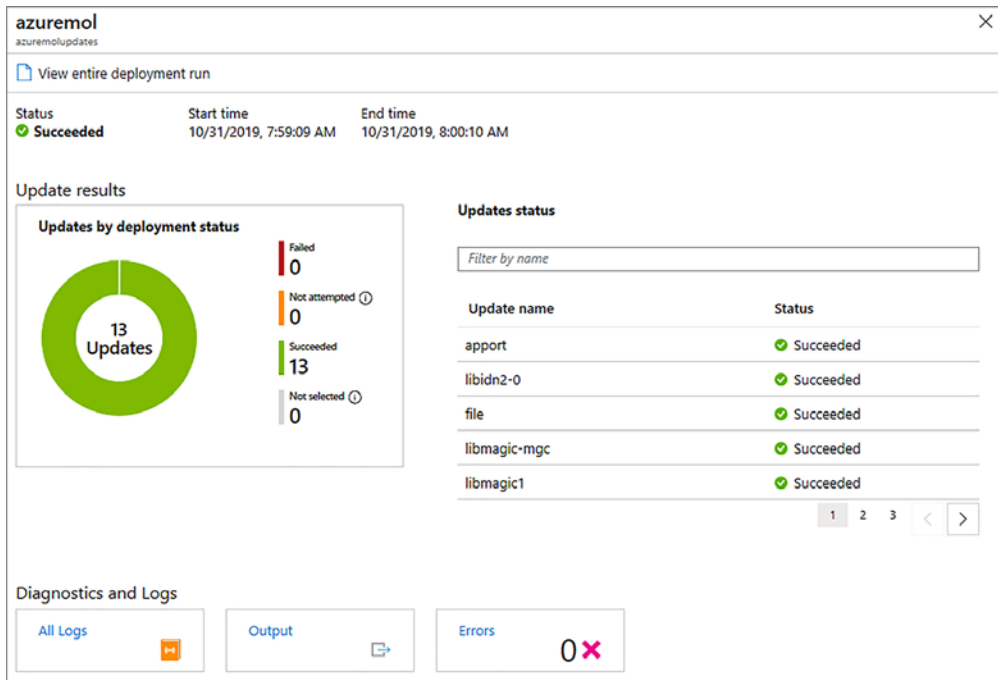 azuremol
azuremolupdates
View entire deployment run
Status Start time End time
Succeeded 10/31/2019, 7:59:09 AM 10/31/2019, 8:00:10 AM
Update results
Updates by deployment status
13
Updates
Failed
0
Not attempted
0
Succeeded
13
Not selected
0
Updates status
Filter by name
Update name Status
apport Succeeded
libidn2-0 Succeeded
file Succeeded
libmagic-mgc Succeeded
libmagic1 Succeeded
1 2 3
Diagnostics and Logs
All Logs Output Errors
0